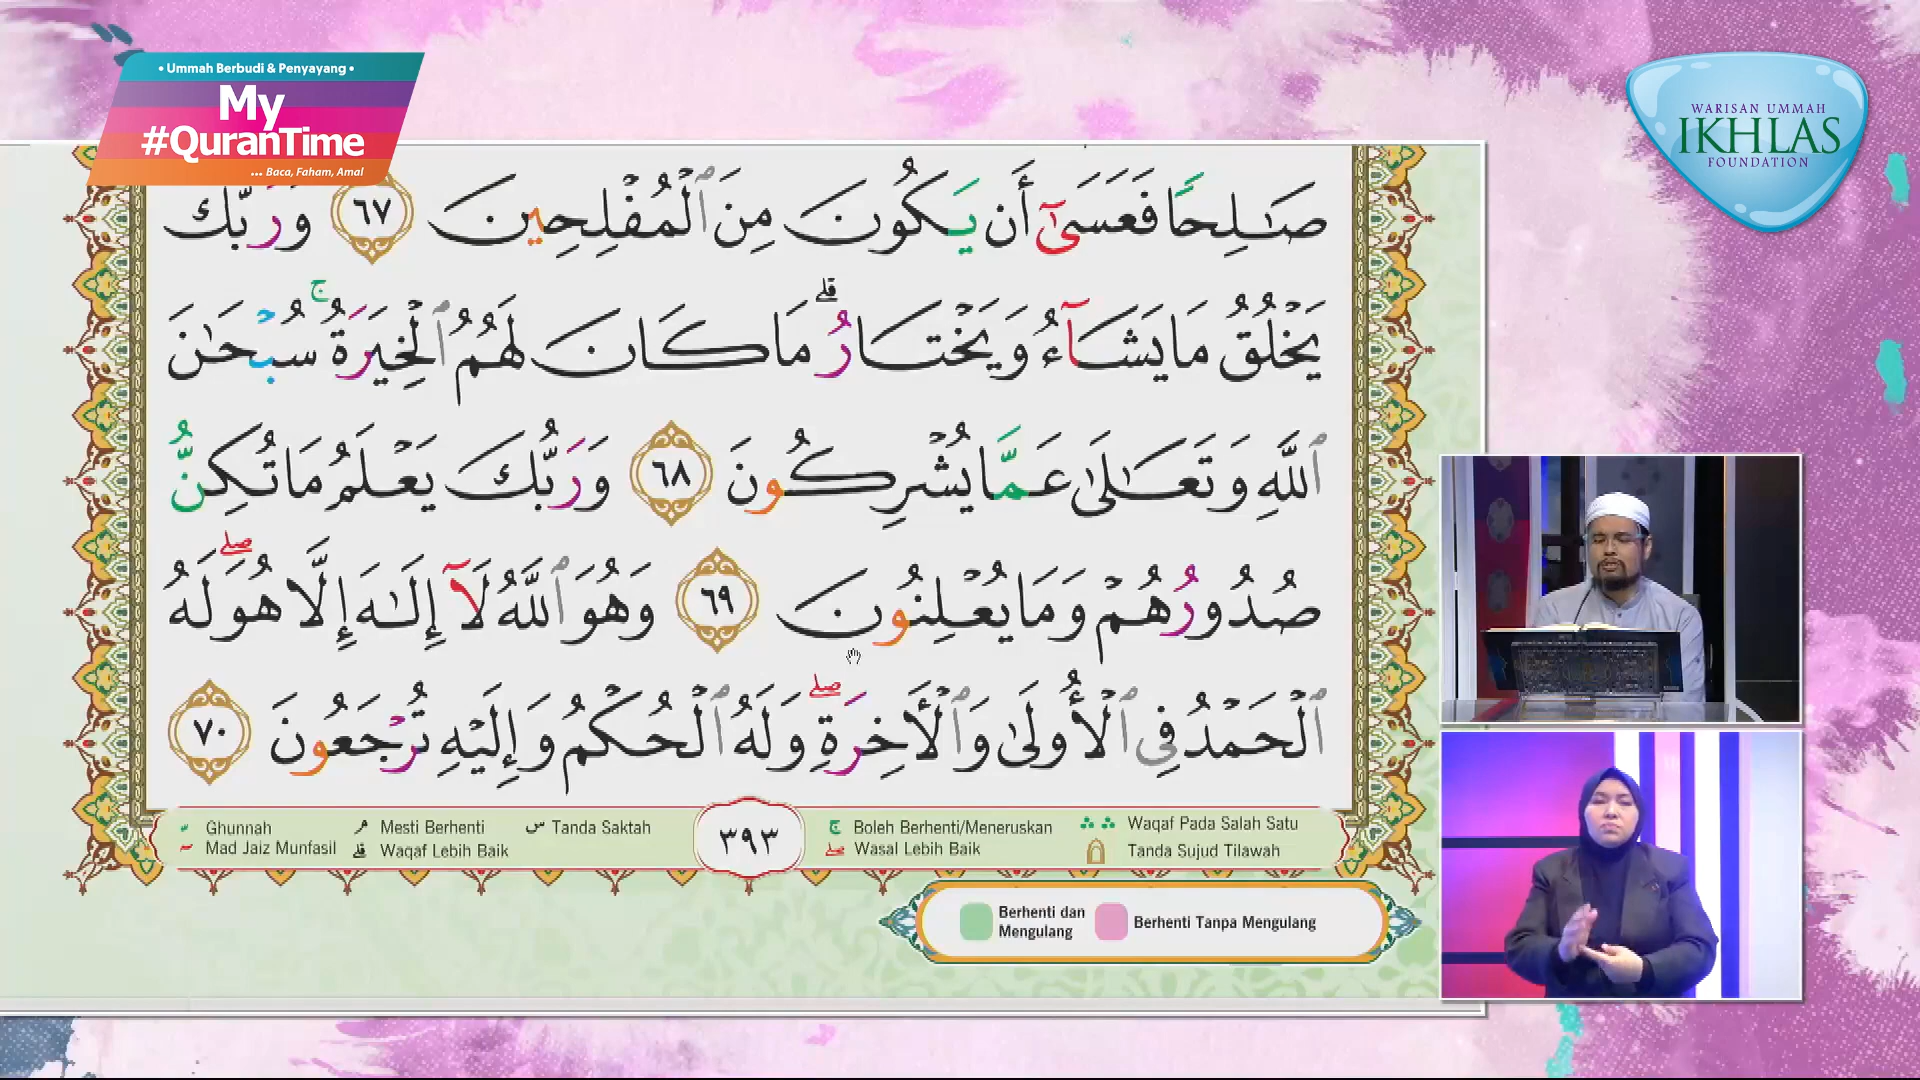 • Ummah Berbudi & Penyayang •
My
#QuranTime
... Baca, Faham, Amal
WARISAN UMMAH
IKHLAS
FOUNDATION
صَـٰلِحًا فَعَسَىٰٓ أَن يَكُونَ مِنَ ٱلْمُفْلِحِينَ ٦٧ وَرَبُّكَ
يَخْلُقُ مَا يَشَآءُ وَيَخْتَارُ ۗ مَا كَانَ لَهُمُ ٱلْخِيَرَةُ ۚ سُبْحَـٰنَ
ٱللَّهِ وَتَعَـٰلَىٰ عَمَّا يُشْرِكُونَ ٦٨ وَرَبُّكَ يَعْلَمُ مَا تُكِنُّ
صُدُورُهُمْ وَمَا يُعْلِنُونَ ٦٩ وَهُوَ ٱللَّهُ لَآ إِلَـٰهَ إِلَّا هُوَ ۖ لَهُ
ٱلْحَمْدُ فِى ٱلْأُولَىٰ وَٱلْأَخِرَةِ ۖ وَلَهُ ٱلْحُكْمُ وَإِلَيْهِ تُرْجَعُونَ ٧٠
Ghunnah
Mad Jaiz Munfasil
مـ Mesti Berhenti
قلے Waqaf Lebih Baik
س Tanda Saktah
٣٩٣
ج Boleh Berhenti/Meneruskan
صلے Wasal Lebih Baik
Waqaf Pada Salah Satu
Tanda Sujud Tilawah
Berhenti dan
Mengulang
Berhenti Tanpa Mengulang